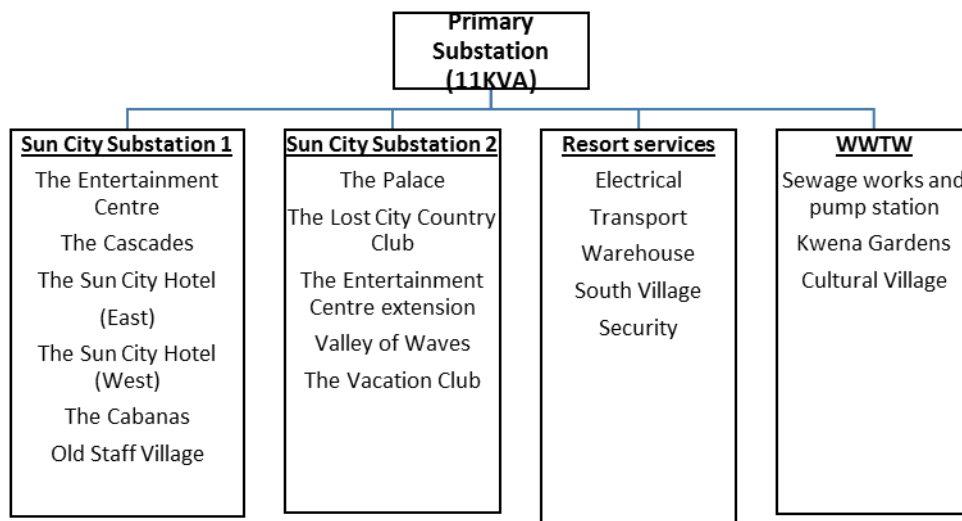 Primary
Substation
(11KVA)
Sun City Substation 1
The Entertainment
Centre
The Cascades
The Sun City Hotel
(East)
The Sun City Hotel
(West)
The Cabanas
Old Staff Village
Sun City Substation 2
The Palace
The Lost City Country
Club
The Entertainment
Centre extension
Valley of Waves
The Vacation Club
Resort services
Electrical
Transport
Warehouse
South Village
Security
WWTW
Sewage works and
pump station
Kwena Gardens
Cultural Village